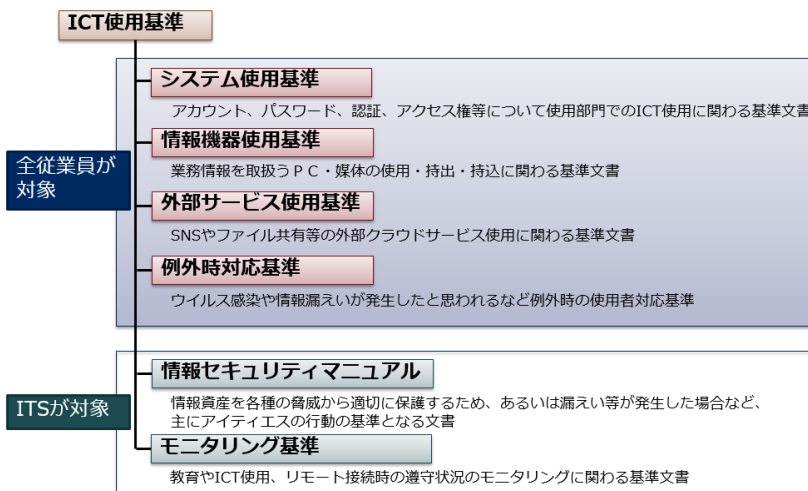 ICT使用基準
システム使用基準
アカウント、パスワード、認証、アクセス権等について使用部門でのICT使用に関わる基準文書
情報機器使用基準
業務情報を取扱うＰＣ・媒体の使用・持出・持込に関わる基準文書
全従業員が
対象
外部サービス使用基準
SNSやファイル共有等の外部クラウドサービス使用に関わる基準文書
例外時対応基準
ウイルス感染や情報漏えいが発生したと思われるなど例外時の使用者対応基準
情報セキュリティマニュアル
ITSが対象
情報資産を各種の脅威から適切に保護するため、あるいは漏えい等が発生した場合など、
主にアイティエスの行動の基準となる文書
モニタリング基準
教育やICT使用、リモート接続時の遵守状況のモニタリングに関わる基準文書